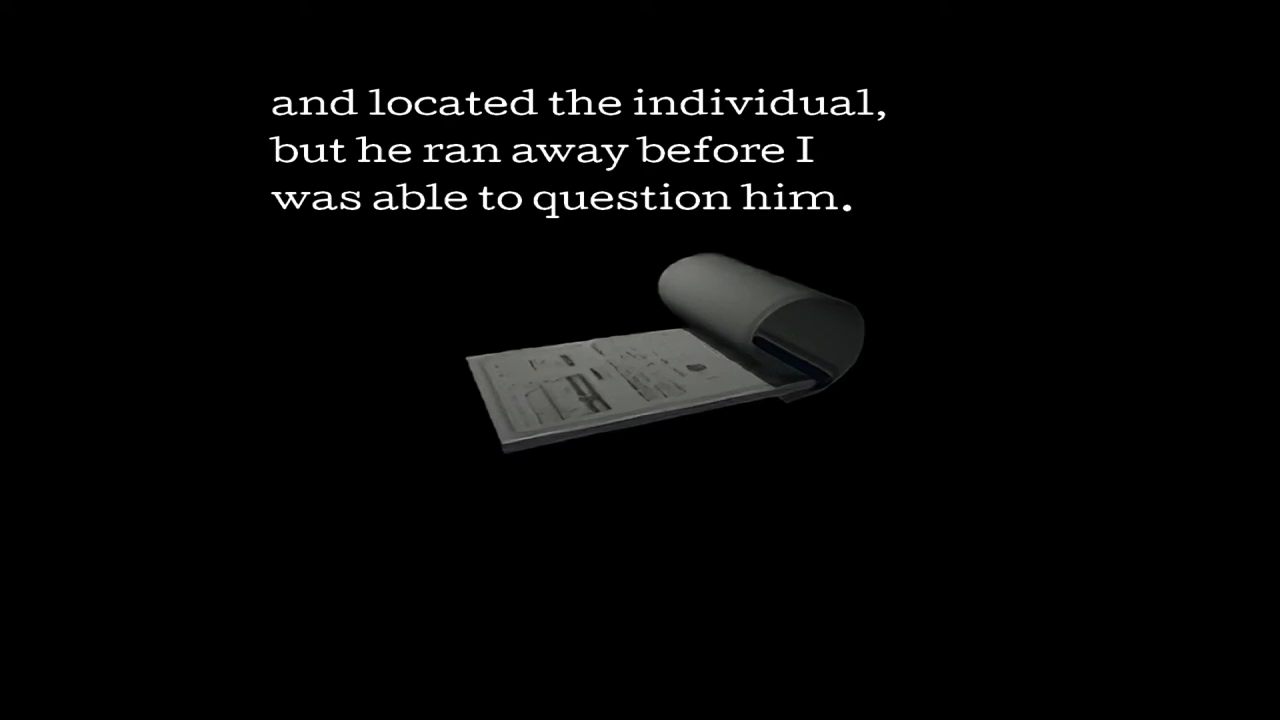 and located the individual,
but he ran away before I
was able to question him.